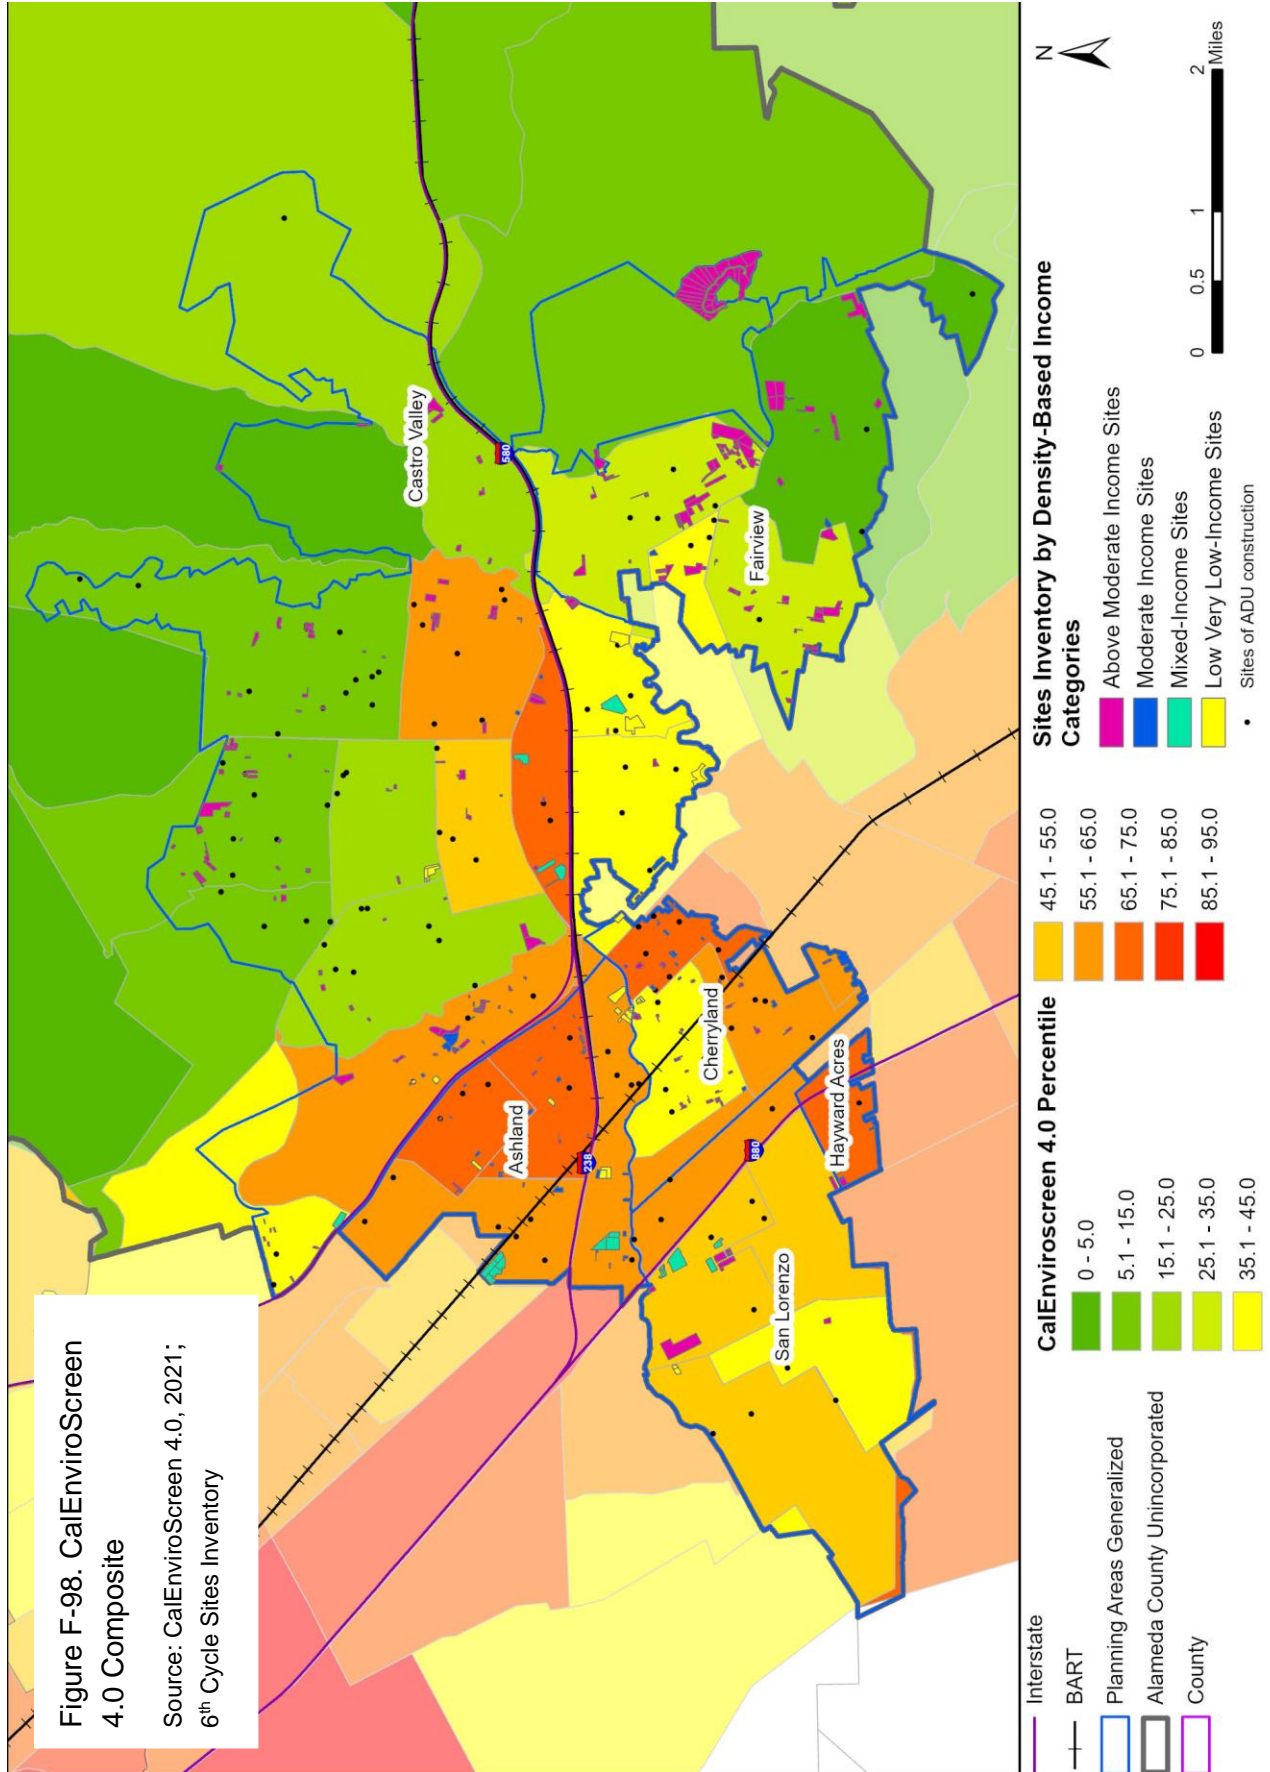 Figure F-98. CalEnviroScreen
4.0 Composite
Source: CalEnviroScreen 4.0, 2021;
6th Cycle Sites Inventory
Castro Valley
580
Fairview
Ashland
238
Cherryland
880
Hayward Acres
San Lorenzo
Interstate
BART
Planning Areas Generalized
Alameda County Unincorporated
County
CalEnviroscreen 4.0 Percentile
0 - 5.0
5.1 - 15.0
15.1 - 25.0
25.1 - 35.0
35.1 - 45.0
45.1 - 55.0
55.1 - 65.0
65.1 - 75.0
75.1 - 85.0
85.1 - 95.0
Sites Inventory by Density-Based Income
Categories
Above Moderate Income Sites
Moderate Income Sites
Mixed-Income Sites
Low Very Low-Income Sites
Sites of ADU construction
N
0 0.5 1 2
Miles